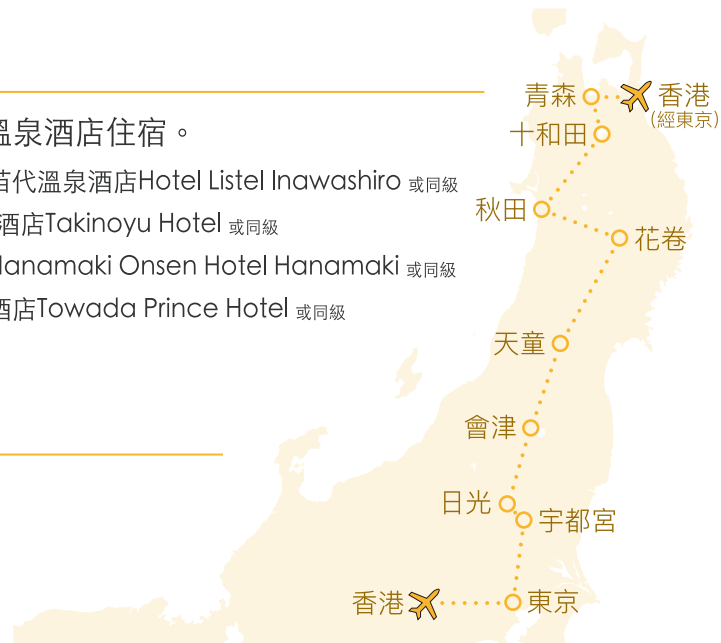 溫泉酒店住宿。
苗代溫泉酒店Hotel Listel Inawashiro 或同級
酒店Takinoyu Hotel 或同級
Hanamaki Onsen Hotel Hanamaki 或同級
酒店Towada Prince Hotel 或同級
青森
香港
(經東京)
十和田
秋田
花卷
天童
會津
日光
宇都宮
香港
東京